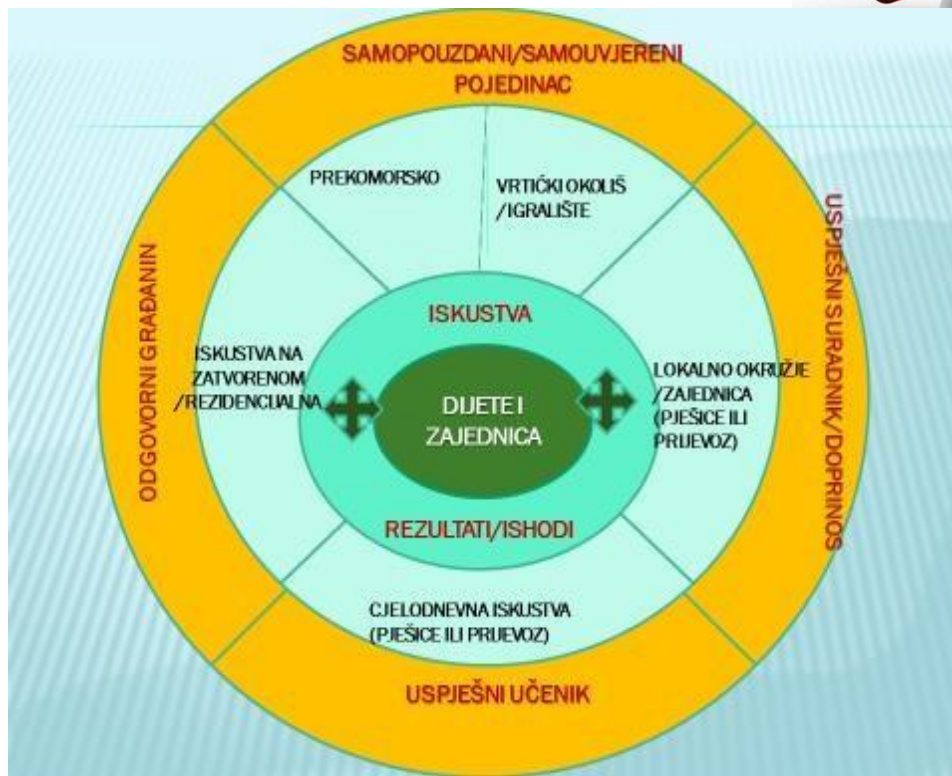 SAMOPOUZDANI/SAMOUVJERENI
POJEDINAC
PREKOMORSKO
VRTIĆKI OKOLIŠ
/IGRALIŠTE
ODGOVORNI GRAĐANIN
USPJEŠNI SURADNIK/DOPRINOS
ISKUSTVA
ISKUSTVA NA
ZATVORENOM
/REZIDENCIJALNA
DIJETE I
ZAJEDNICA
LOKALNO OKRUŽJE
/ZAJEDNICA
(PJEŠICE ILI
PRIJEVOZ)
REZULTATI/ISHODI
CJELODNEVNA ISKUSTVA
(PJEŠICE ILI PRIJEVOZ)
USPJEŠNI UČENIK